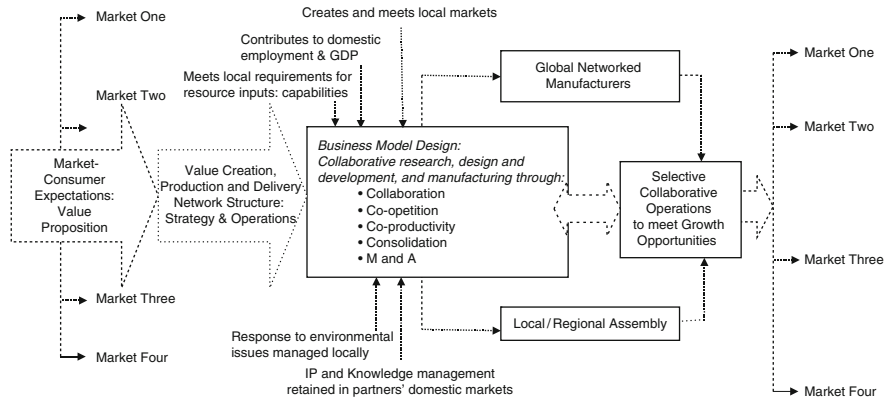 Market One
Market Two
Market-
Consumer
Expectations:
Value
Proposition
Market Three
Market Four
Value Creation,
Production and Delivery
Network Structure:
Strategy & Operations
Creates and meets local markets
Contributes to domestic
employment & GDP
Meets local requirements for
resource inputs: capabilities
Business Model Design:
Collaborative research, design and
development, and manufacturing through:
• Collaboration
• Co-opetition
• Co-productivity
• Consolidation
• M and A
Response to environmental
issues managed locally
IP and Knowledge management
retained in partners' domestic markets
Global Networked
Manufacturers
Selective
Collaborative
Operations
to meet Growth
Opportunities
Local/Regional Assembly
Market One
Market Two
Market Three
Market Four